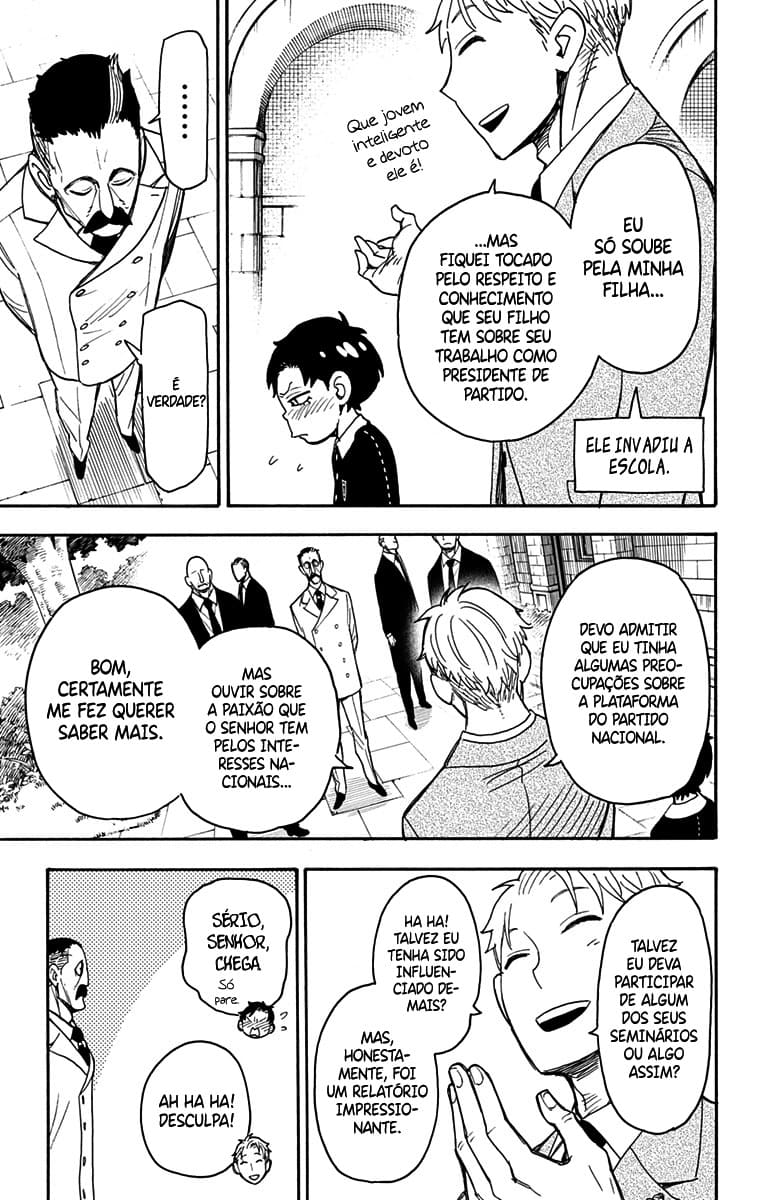 EU
SÓ SOUBE
PELA MINHA
FILHA...
ELE INVADIU A
ESCOLA.
...MAS
FIQUEI TOCADO
PELO RESPEITO E
CONHECIMENTO
QUE SEU FILHO
TEM SOBRE SEU
TRABALHO COMO
PRESIDENTE DE
PARTIDO.
Que jovem
inteligente
e devoto
ele é!
......
É
VERDADE?
DEVO ADMITIR
QUE EU TINHA
ALGUMAS PREO-
CUPAÇÕES SOBRE
A PLATAFORMA
DO PARTIDO
NACIONAL.
MAS
OUVIR SOBRE
A PAIXÃO QUE
O SENHOR TEM
PELOS INTE-
RESSES NA-
CIONAIS...
BOM,
CERTAMENTE
ME FEZ QUERER
SABER MAIS.
TALVEZ
EU DEVA
PARTICIPAR
DE ALGUM
DOS SEUS
SEMINÁRIOS
OU ALGO
ASSIM?
HA HA!
TALVEZ EU
TENHA SIDO
INFLUEN-
CIADO DE-
MAIS?
MAS,
HONESTA-
MENTE, FOI
UM RELATÓRIO
IMPRESSIO-
NANTE.
SÉRIO,
SENHOR,
CHEGA
Só
pare
AH HA HA!
DESCULPA!